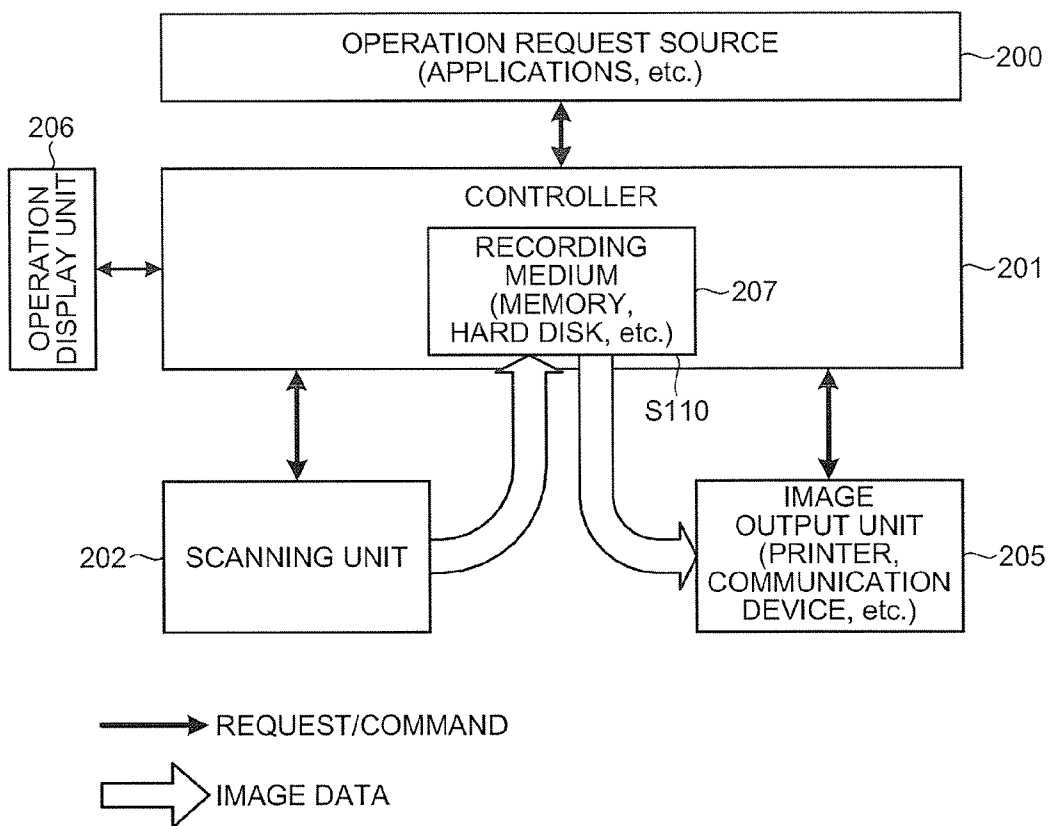 OPERATION REQUEST SOURCE
(APPLICATIONS, etc.)
200
206
OPERATION
DISPLAY UNIT
CONTROLLER
RECORDING
MEDIUM
(MEMORY,
HARD DISK, etc.)
207
201
S110
202
SCANNING UNIT
IMAGE
OUTPUT UNIT
(PRINTER,
COMMUNICATION
DEVICE, etc.)
205
REQUEST/COMMAND
IMAGE DATA